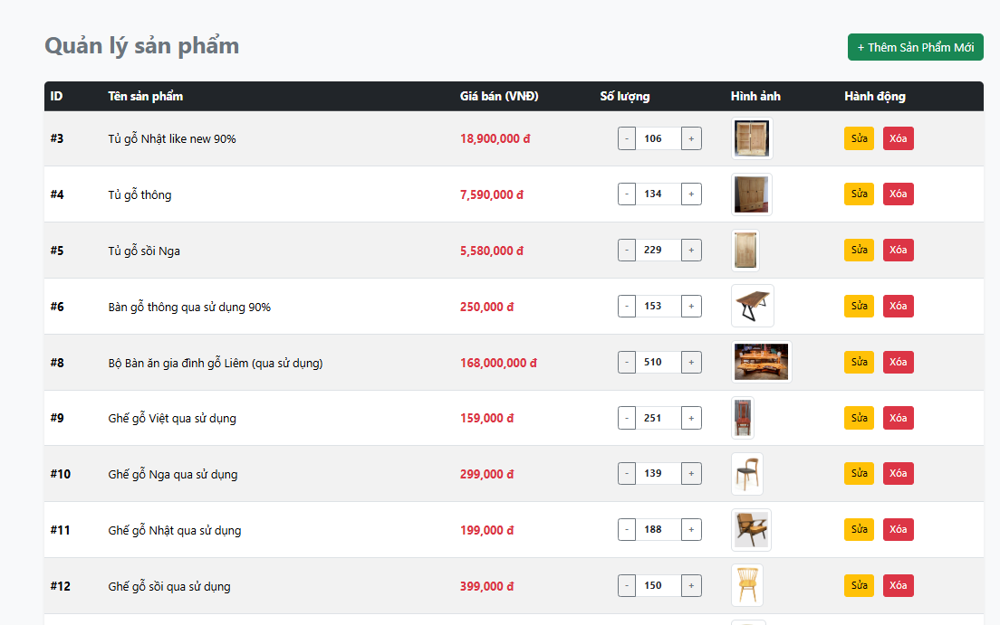 Quản lý sản phẩm
+ Thêm Sản Phẩm Mới
ID Tên sản phẩm Giá bán (VNĐ) Số lượng Hình ảnh Hành động
#3 Tủ gỗ Nhật like new 90% 18,900,000 đ - 106 + Sửa Xóa
#4 Tủ gỗ thông 7,590,000 đ - 134 + Sửa Xóa
#5 Tủ gỗ sồi Nga 5,580,000 đ - 229 + Sửa Xóa
#6 Bàn gỗ thông qua sử dụng 90% 250,000 đ - 153 + Sửa Xóa
#8 Bộ Bàn ăn gia đình gỗ Liêm (qua sử dụng) 168,000,000 đ - 510 + Sửa Xóa
#9 Ghế gỗ Việt qua sử dụng 159,000 đ - 251 + Sửa Xóa
#10 Ghế gỗ Nga qua sử dụng 299,000 đ - 139 + Sửa Xóa
#11 Ghế gỗ Nhật qua sử dụng 199,000 đ - 188 + Sửa Xóa
#12 Ghế gỗ sồi qua sử dụng 399,000 đ - 150 + Sửa Xóa